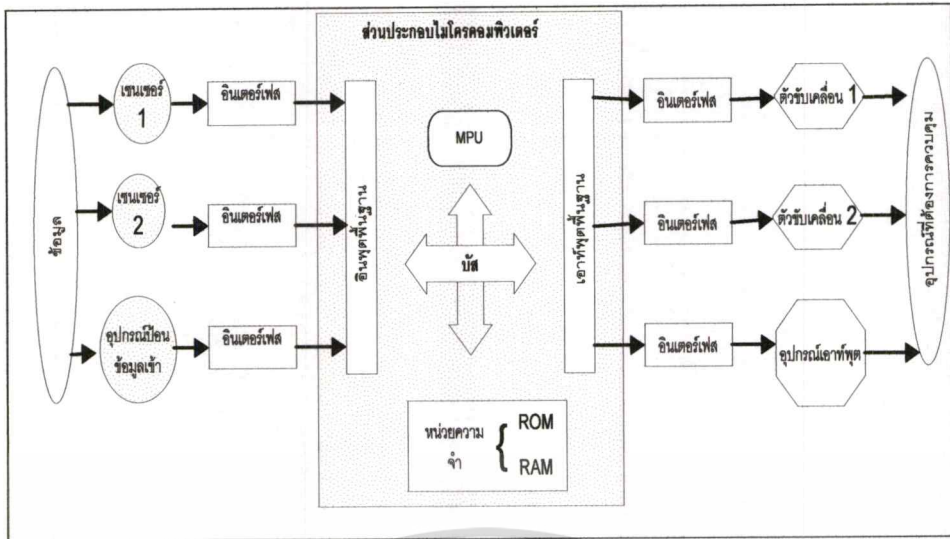 ส่วนประกอบไมโครคอมพิวเตอร์
ข้อมูล
เซนเซอร์
1
อินเตอร์เฟส
เซนเซอร์
2
อินเตอร์เฟส
อุปกรณ์ป้อน
ข้อมูลเข้า
อินเตอร์เฟส
อินพุตพื้นฐาน
MPU
บัส
หน่วยความ
จำ
ROM
RAM
เอาท์พุตพื้นฐาน
อินเตอร์เฟส
ตัวขับเคลื่อน 1
อินเตอร์เฟส
ตัวขับเคลื่อน 2
อินเตอร์เฟส
อุปกรณ์เอาท์พุต
อุปกรณ์ที่ต้องการควบคุม